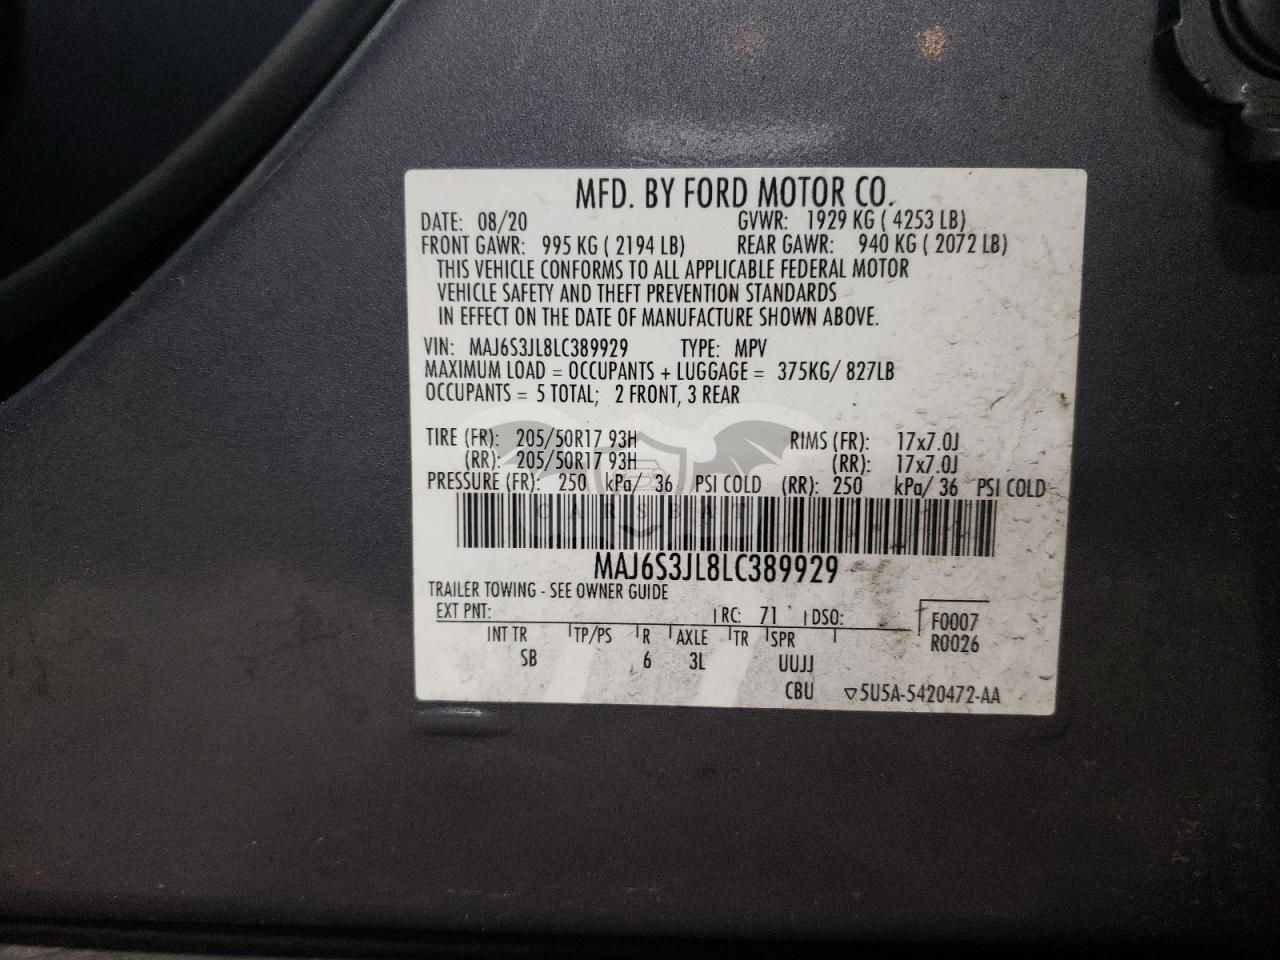 MFD. BY FORD MOTOR CO.
DATE: 08/20 GVWR: 1929 KG ( 4253 LB)
FRONT GAWR: 995 KG ( 2194 LB) REAR GAWR: 940 KG ( 2072 LB)
THIS VEHICLE CONFORMS TO ALL APPLICABLE FEDERAL MOTOR
VEHICLE SAFETY AND THEFT PREVENTION STANDARDS
IN EFFECT ON THE DATE OF MANUFACTURE SHOWN ABOVE.
VIN: MAJ6S3JL8LC389929 TYPE: MPV
MAXIMUM LOAD = OCCUPANTS + LUGGAGE = 375KG/ 827LB
OCCUPANTS = 5 TOTAL; 2 FRONT, 3 REAR
TIRE (FR): 205/50R17 93H RIMS (FR): 17x7.0J
(RR): 205/50R17 93H (RR): 17x7.0J
PRESSURE (FR): 250 kPa/ 36 PSI COLD (RR): 250 kPa/ 36 PSI COLD
CARSBAT
MAJ6S3JL8LC389929
TRAILER TOWING - SEE OWNER GUIDE
EXT PNT: RC: 71 DSO: F0007
INT TR TP/PS R AXLE TR SPR R0026
SB 6 3L UUJJ
CBU ▽5U5A-5420472-AA